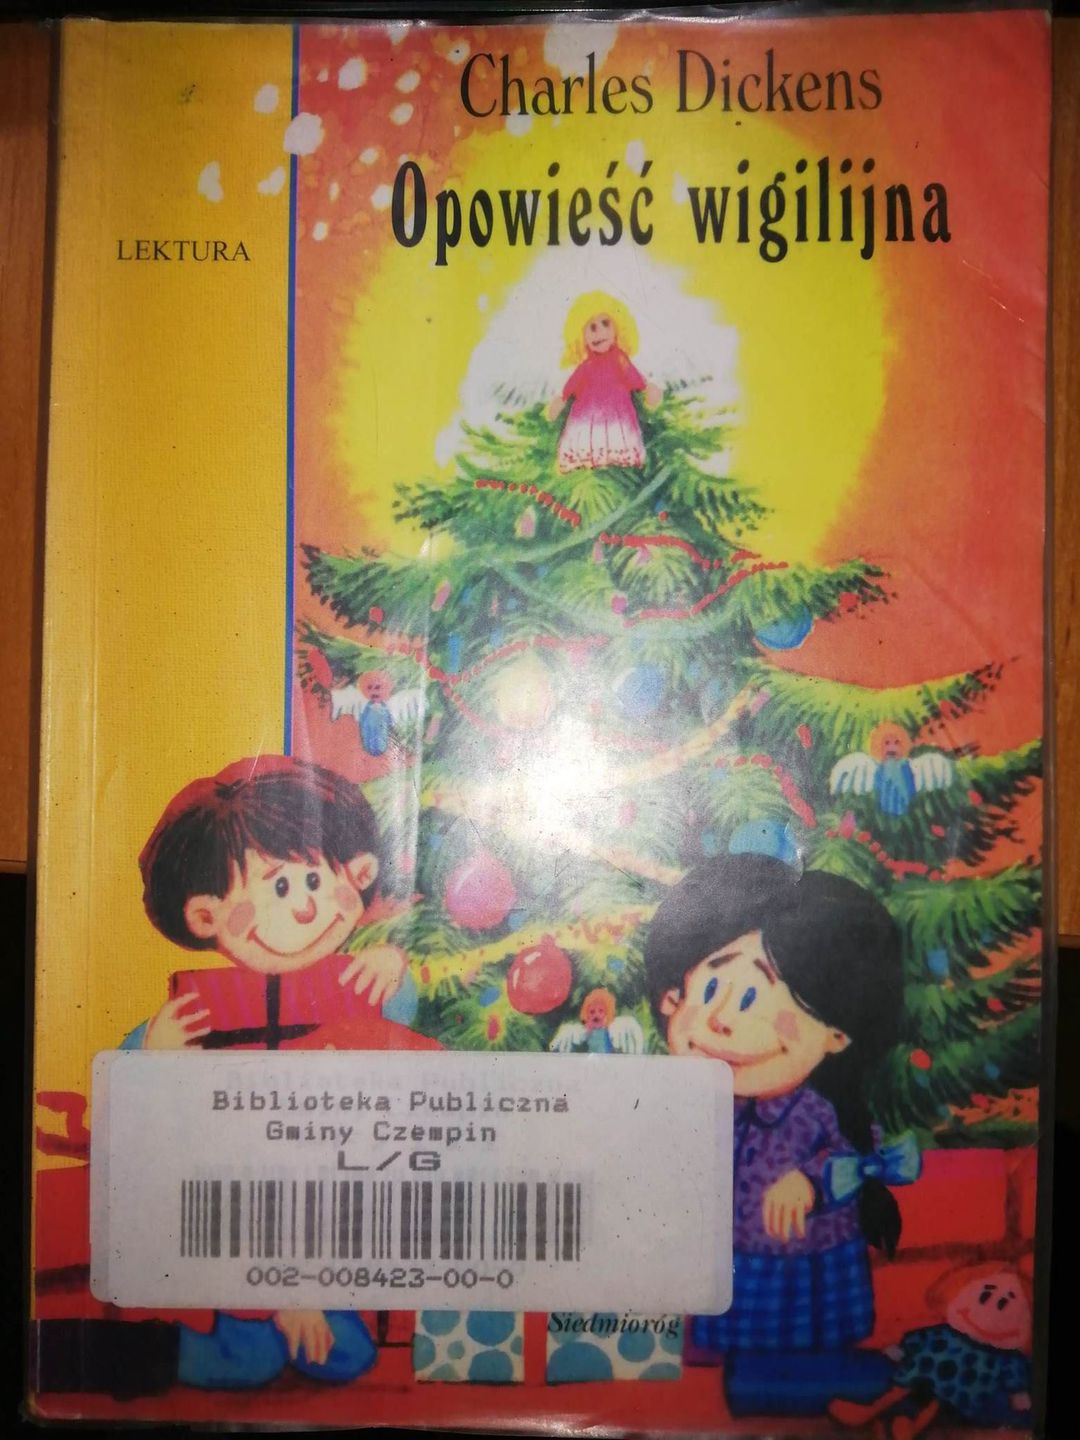 Charles Dickens
Opowieść wigilijna
LEKTURA
Biblioteka Publiczna
Gminy Czempin
L/G
002-008423-00-0
Siedmioróg